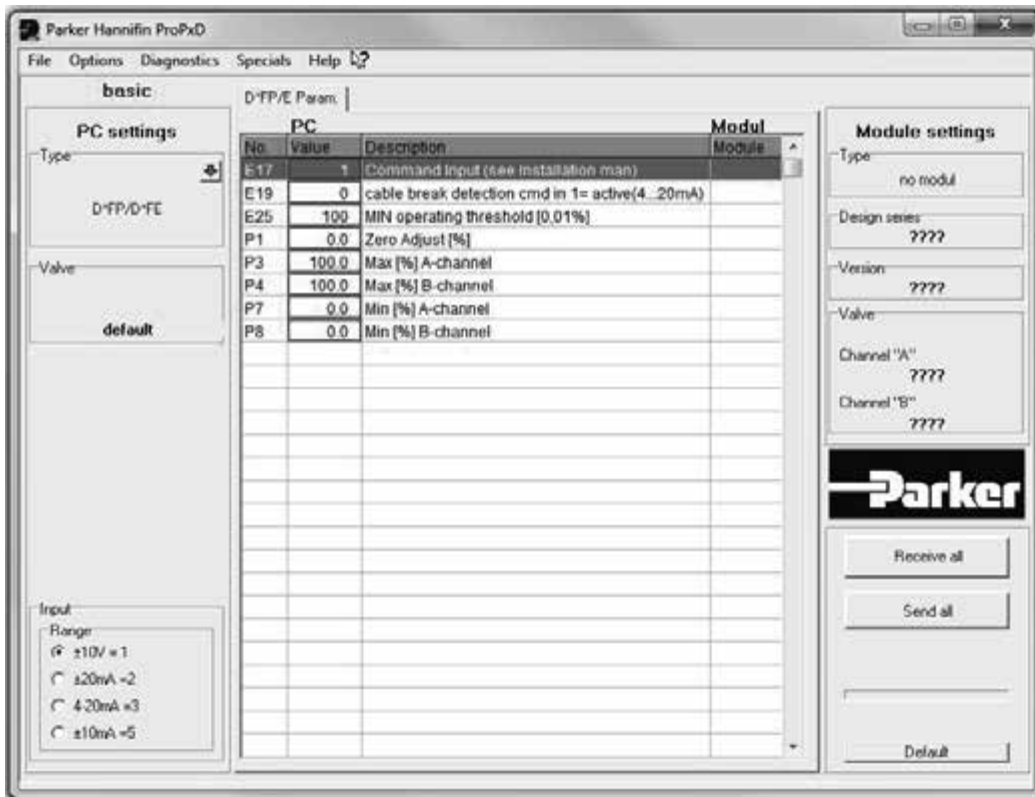 Parker Hannifin ProPxD
File Options Diagnostics Specials Help
basic
PC settings
Type
D*FP/D*FE
Valve
default
Input
Range
±10V =1
±20mA =2
4-20mA =3
±10mA =5
D*FP/E Param.
PC Modul
No. Value Description Module
E17 1 Command Input (see installation man)
E19 0 cable break detection cmd in 1= active(4...20mA)
E25 100 MIN operating threshold [0,01%]
P1 0.0 Zero Adjust [%]
P3 100.0 Max [%] A-channel
P4 100.0 Max [%] B-channel
P7 0.0 Min [%] A-channel
P8 0.0 Min [%] B-channel
Module settings
Type
no modul
Design series
????
Version
????
Valve
Channel "A"
????
Channel "B"
????
Parker
Receive all
Send all
Default